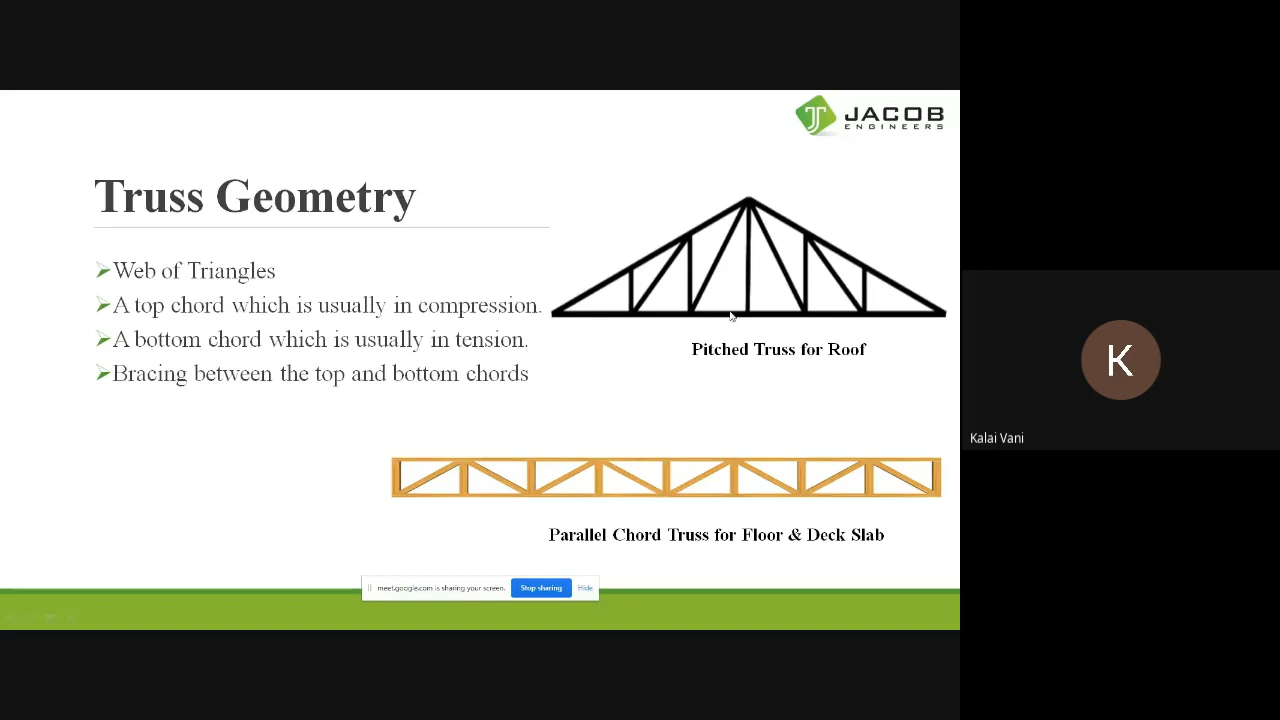 JACOB
ENGINEERS
Truss Geometry
Web of Triangles
A top chord which is usually in compression.
A bottom chord which is usually in tension.
Bracing between the top and bottom chords
Pitched Truss for Roof
Parallel Chord Truss for Floor & Deck Slab
meet.google.com is sharing your screen. Stop sharing Hide
K
Kalai Vani